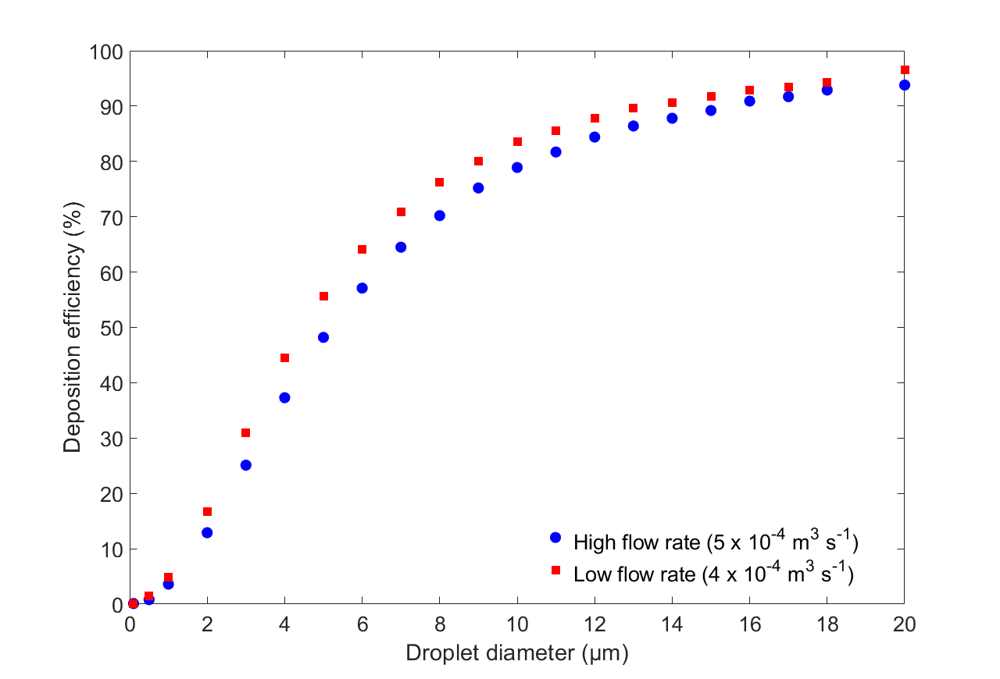 100
90
80
70
60
50
40
30
20
10
0
Deposition efficiency (%)
High flow rate (5 x 10⁻⁴ m³ s⁻¹)
Low flow rate (4 x 10⁻⁴ m³ s⁻¹)
0 2 4 6 8 10 12 14 16 18 20
Droplet diameter (µm)